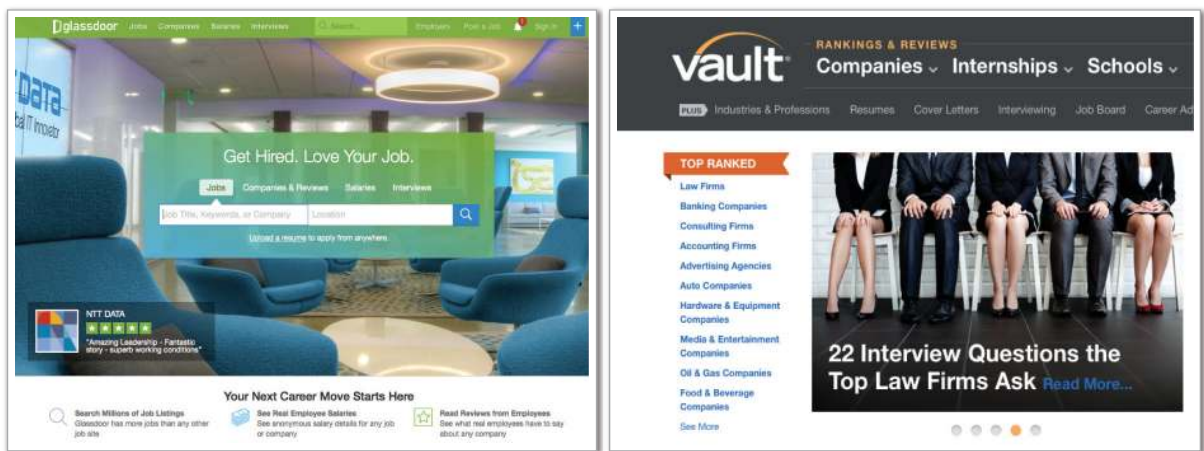 glassdoor Jobs Companies Salaries Interviews Search... Employers Post a Job 1 Sign In +
DATA
bal IT Innovator
Get Hired. Love Your Job.
Jobs Companies & Reviews Salaries Interviews
Job Title, Keywords, or Company Location
Upload a resume to apply from anywhere.
NTT DATA
"Amazing Leadership - Fantastic
story - superb working conditions"
Your Next Career Move Starts Here
Search Millions of Job Listings
Glassdoor has more jobs than any other
job site
See Real Employee Salaries
See anonymous salary details for any job
or company
Read Reviews from Employees
See what real employees have to say
about any company
vault
RANKINGS & REVIEWS
Companies Internships Schools
PLUS Industries & Professions Resumes Cover Letters Interviewing Job Board Career Ad
TOP RANKED
Law Firms
Banking Companies
Consulting Firms
Accounting Firms
Advertising Agencies
Auto Companies
Hardware & Equipment
Companies
Media & Entertainment
Companies
Oil & Gas Companies
Food & Beverage
Companies
See More
22 Interview Questions the
Top Law Firms Ask Read More...